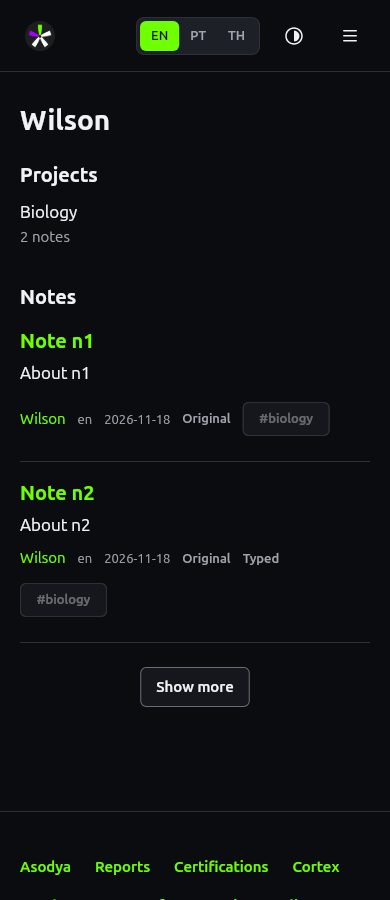 EN PT TH
Wilson
Projects
Biology
2 notes
Notes
Note n1
About n1
Wilson en 2026-11-18 Original #biology
Note n2
About n2
Wilson en 2026-11-18 Original Typed
#biology
Show more
Asodya Reports Certifications Cortex